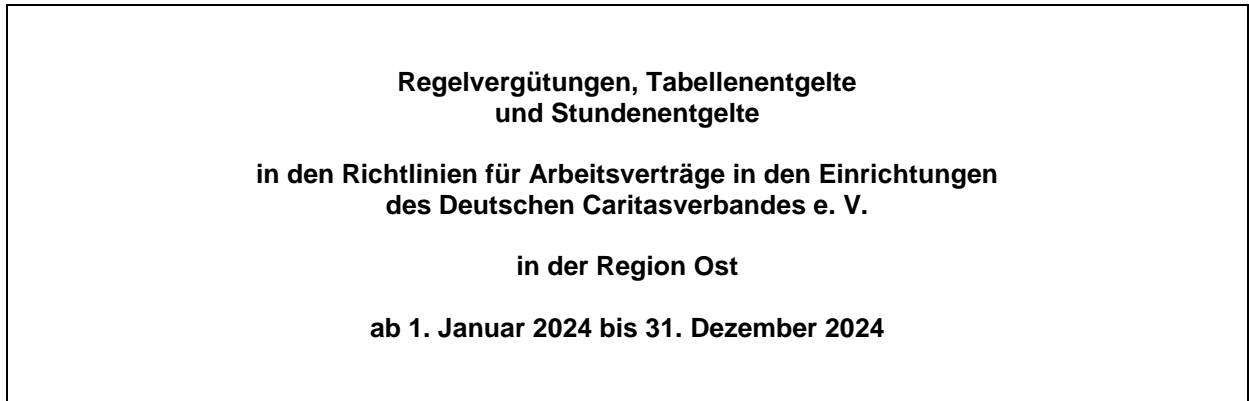 Regelvergütungen, Tabellenentgelte
und Stundenentgelte
in den Richtlinien für Arbeitsverträge in den Einrichtungen
des Deutschen Caritasverbandes e. V.
in der Region Ost
ab 1. Januar 2024 bis 31. Dezember 2024